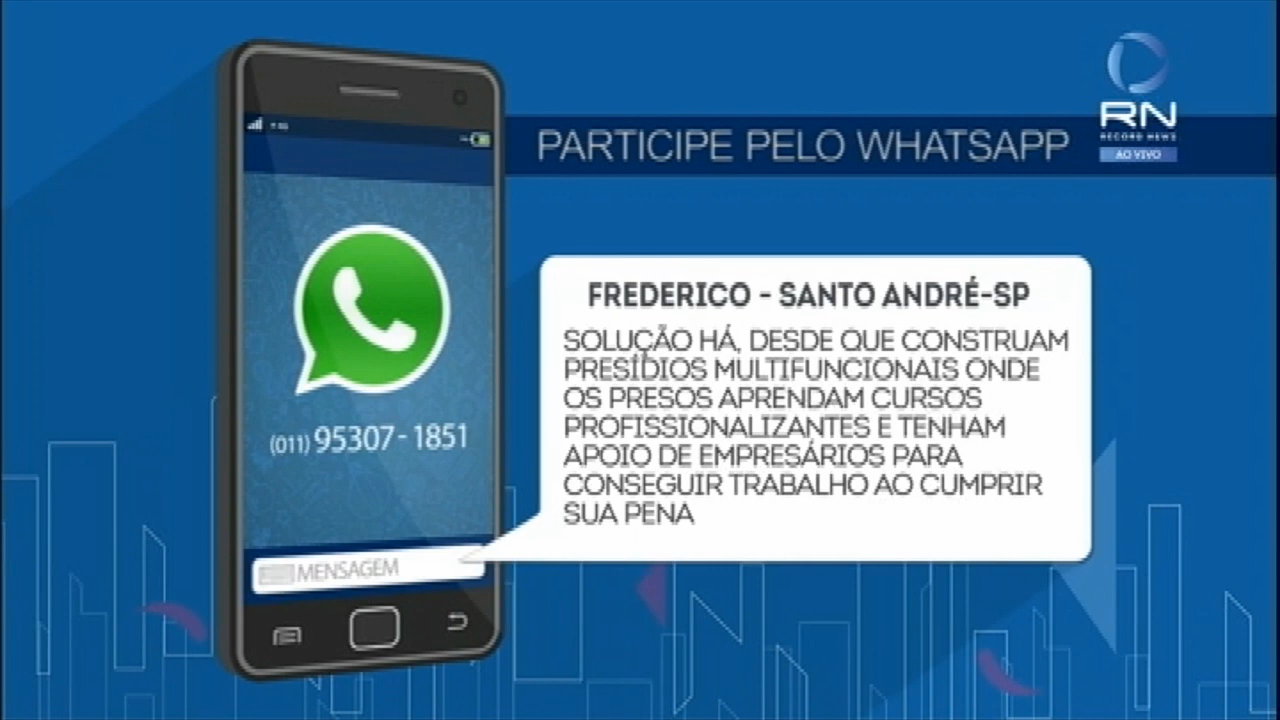 PARTICIPE PELO WHATSAPP
RN
RECORD NEWS
AO VIVO
FREDERICO - SANTO ANDRÉ-SP
SOLUÇÃO HÁ, DESDE QUE CONSTRUAM
PRESÍDIOS MULTIFUNCIONAIS ONDE
OS PRESOS APRENDAM CURSOS
PROFISSIONALIZANTES E TENHAM
APOIO DE EMPRESÁRIOS PARA
CONSEGUIR TRABALHO AO CUMPRIR
SUA PENA
(011) 95307-1851
MENSAGEM